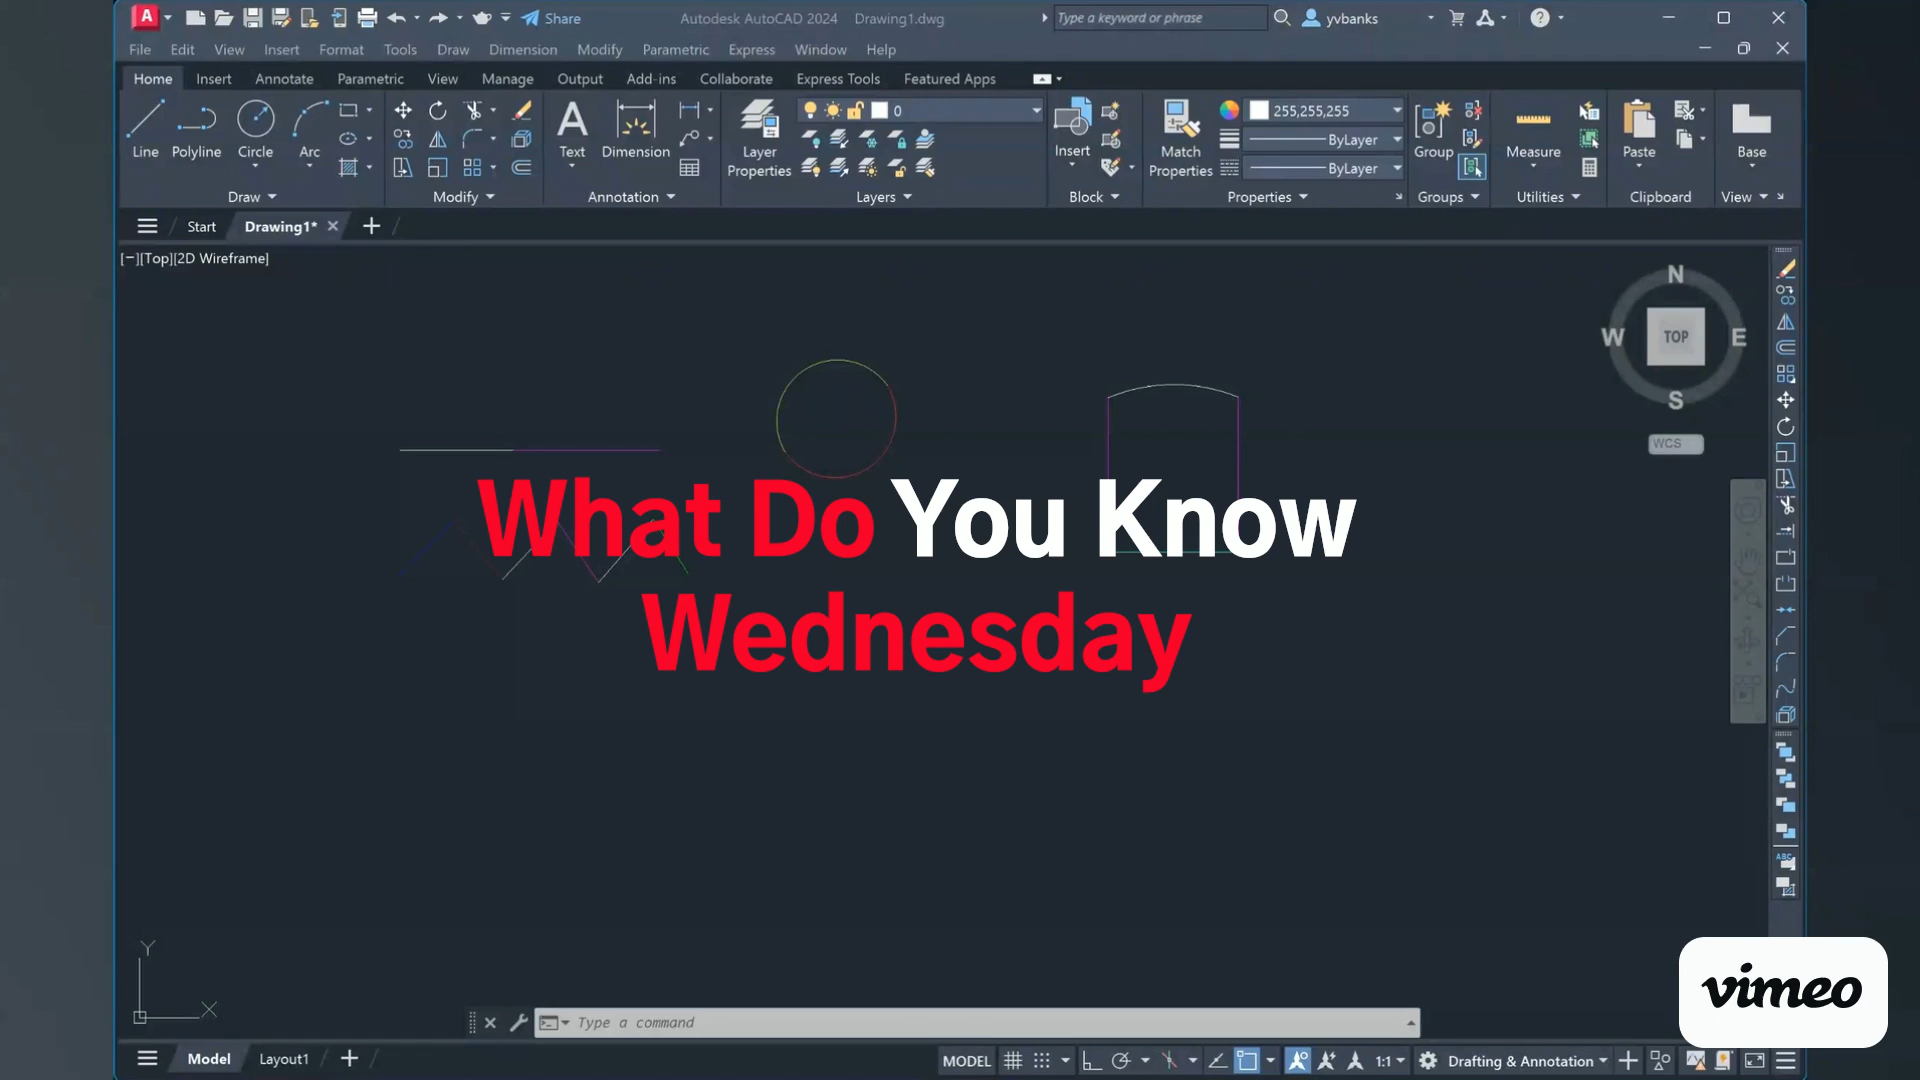 A Share Autodesk AutoCAD 2024 Drawing1.dwg Type a keyword or phrase yvbanks
File Edit View Insert Format Tools Draw Dimension Modify Parametric Express Window Help
Home Insert Annotate Parametric View Manage Output Add-ins Collaborate Express Tools Featured Apps
0 255,255,255
ByLayer
Line Polyline Circle Arc Text Dimension Layer Properties Insert Match Properties Group Measure Paste Base
ByLayer
Draw Modify Annotation Layers Block Properties Groups Utilities Clipboard View
Start Drawing1*
[−][Top][2D Wireframe]
N
W TOP E
S
WCS
What Do You Know
Wednesday
ABC
Y
X
vimeo
Type a command
Model Layout1 MODEL 1:1 Drafting & Annotation